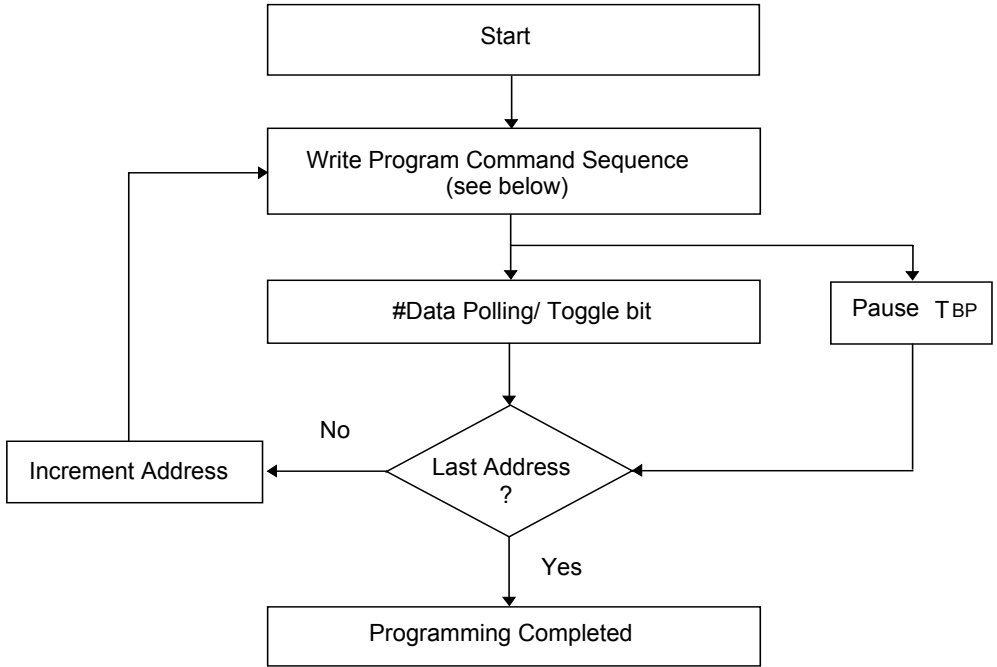 Start
Write Program Command Sequence
(see below)
#Data Polling/ Toggle bit
Pause TBP
No
Increment Address
Last Address
?
Yes
Programming Completed